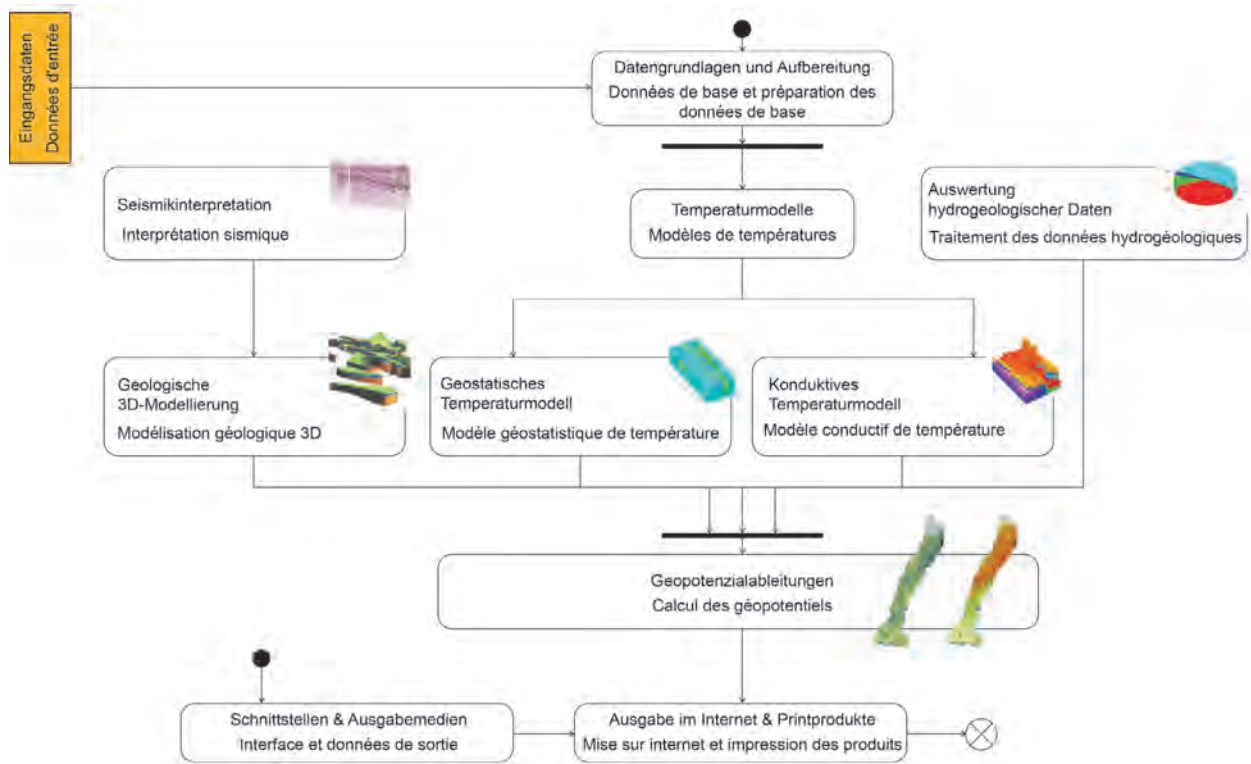 Eingangsdaten
Données d'entrée
Datengrundlagen und Aufbereitung
Données de base et préparation des
données de base
Seismikinterpretation
Interprétation sismique
Temperaturmodelle
Modèles de températures
Auswertung
hydrogeologischer Daten
Traitement des données hydrogéologiques
Geologische
3D-Modellierung
Modélisation géologique 3D
Geostatisches
Temperaturmodell
Modèle géostatistique de température
Konduktives
Temperaturmodell
Modèle conductif de température
Geopotenzialableitungen
Calcul des géopotentiels
Schnittstellen & Ausgabemedien
Interface et données de sortie
Ausgabe im Internet & Printprodukte
Mise sur internet et impression des produits